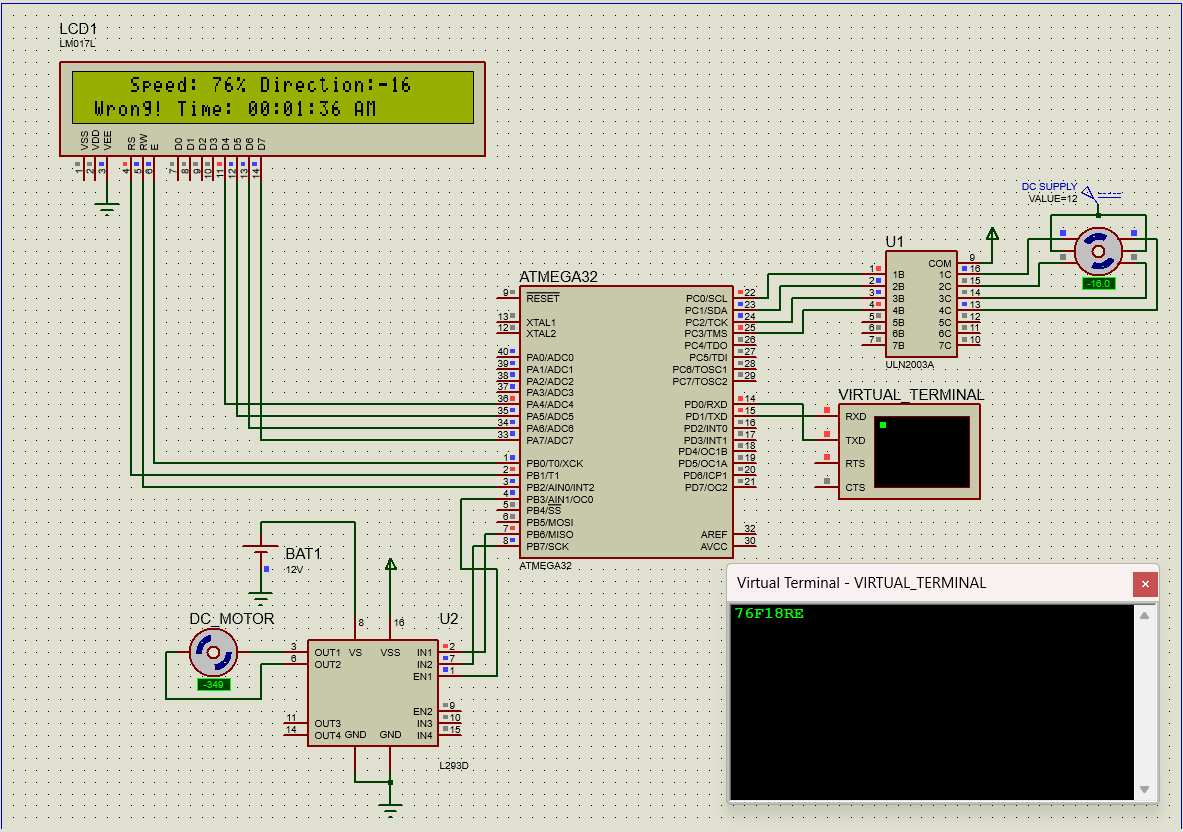 LCD1
LM017L
Speed: 76% Direction:-16
Wrong! Time: 00:01:36 AM
VSS VDD VEE RS RW E D0 D1 D2 D3 D4 D5 D6 D7
1 2 3 4 5 6 7 8 9 10 11 12 13 14
DC SUPPLY
VALUE=12
-16.0
U1
1 1B
2 2B
3 3B
4 4B
5 5B
6 6B
7 7B
COM 9
1C 16
2C 15
3C 14
4C 13
5C 12
6C 11
7C 10
ULN2003A
ATMEGA32
9 RESET
13 XTAL1
12 XTAL2
40 PA0/ADC0
39 PA1/ADC1
38 PA2/ADC2
37 PA3/ADC3
36 PA4/ADC4
35 PA5/ADC5
34 PA6/ADC6
33 PA7/ADC7
1 PB0/T0/XCK
2 PB1/T1
3 PB2/AIN0/INT2
4 PB3/AIN1/OC0
5 PB4/SS
6 PB5/MOSI
7 PB6/MISO
8 PB7/SCK
PC0/SCL 22
PC1/SDA 23
PC2/TCK 24
PC3/TMS 25
PC4/TDO 26
PC5/TDI 27
PC6/TOSC1 28
PC7/TOSC2 29
PD0/RXD 14
PD1/TXD 15
PD2/INT0 16
PD3/INT1 17
PD4/OC1B 18
PD5/OC1A 19
PD6/ICP1 20
PD7/OC2 21
AREF 32
AVCC 30
ATMEGA32
VIRTUAL_TERMINAL
RXD
TXD
RTS
CTS
BAT1
12V
DC_MOTOR
-349
U2
8 16
3 OUT1 VS VSS IN1 2
6 OUT2 IN2 7
EN1 1
EN2 9
11 OUT3 IN3 10
14 OUT4 GND GND IN4 15
L293D
Virtual Terminal - VIRTUAL_TERMINAL
76F18RE